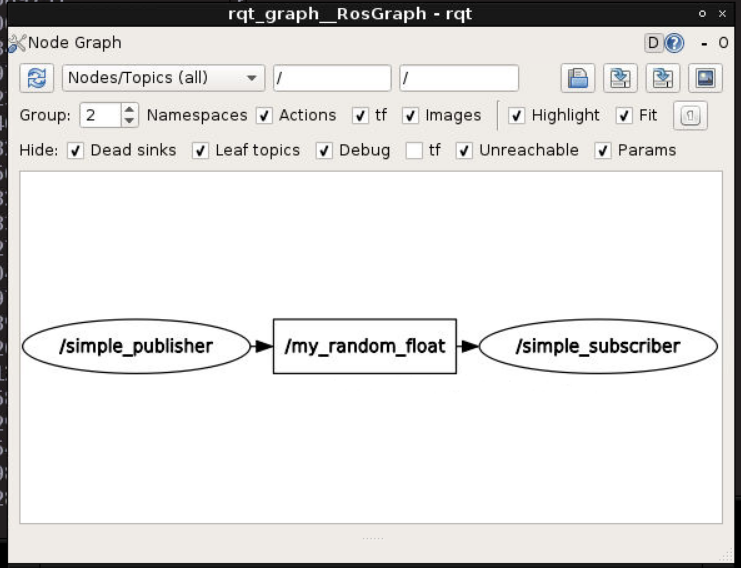 rqt_graph__RosGraph - rqt
Node Graph D ? - O
Nodes/Topics (all) / /
Group: 2 Namespaces Actions tf Images Highlight Fit
Hide: Dead sinks Leaf topics Debug tf Unreachable Params
/simple_publisher /my_random_float /simple_subscriber